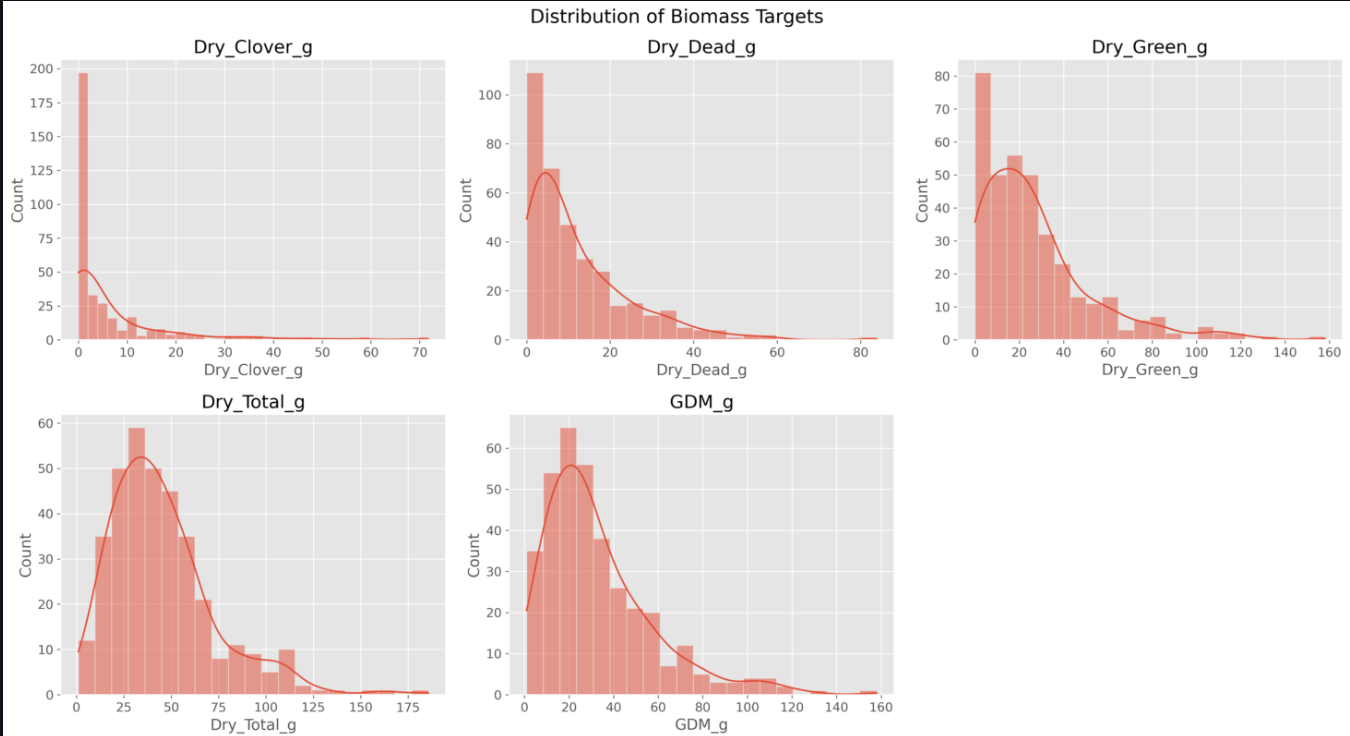 Distribution of Biomass Targets
Dry_Clover_g
200
175
150
125
100
75
50
25
0
Count
0 10 20 30 40 50 60 70
Dry_Clover_g
Dry_Dead_g
100
80
60
40
20
0
Count
0 20 40 60 80
Dry_Dead_g
Dry_Green_g
80
70
60
50
40
30
20
10
0
Count
0 20 40 60 80 100 120 140 160
Dry_Green_g
Dry_Total_g
60
50
40
30
20
10
0
Count
0 25 50 75 100 125 150 175
Dry_Total_g
GDM_g
60
50
40
30
20
10
0
Count
0 20 40 60 80 100 120 140 160
GDM_g